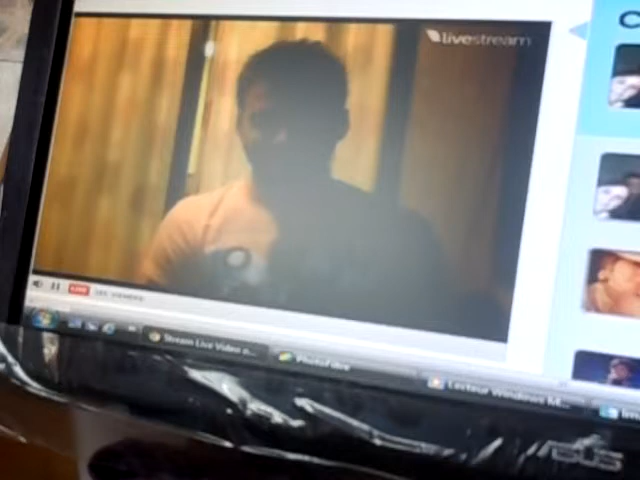 livestream
LIVE
Stream Live Video o...
PhotoFiltre
Lecteur Windows M...
ASUS